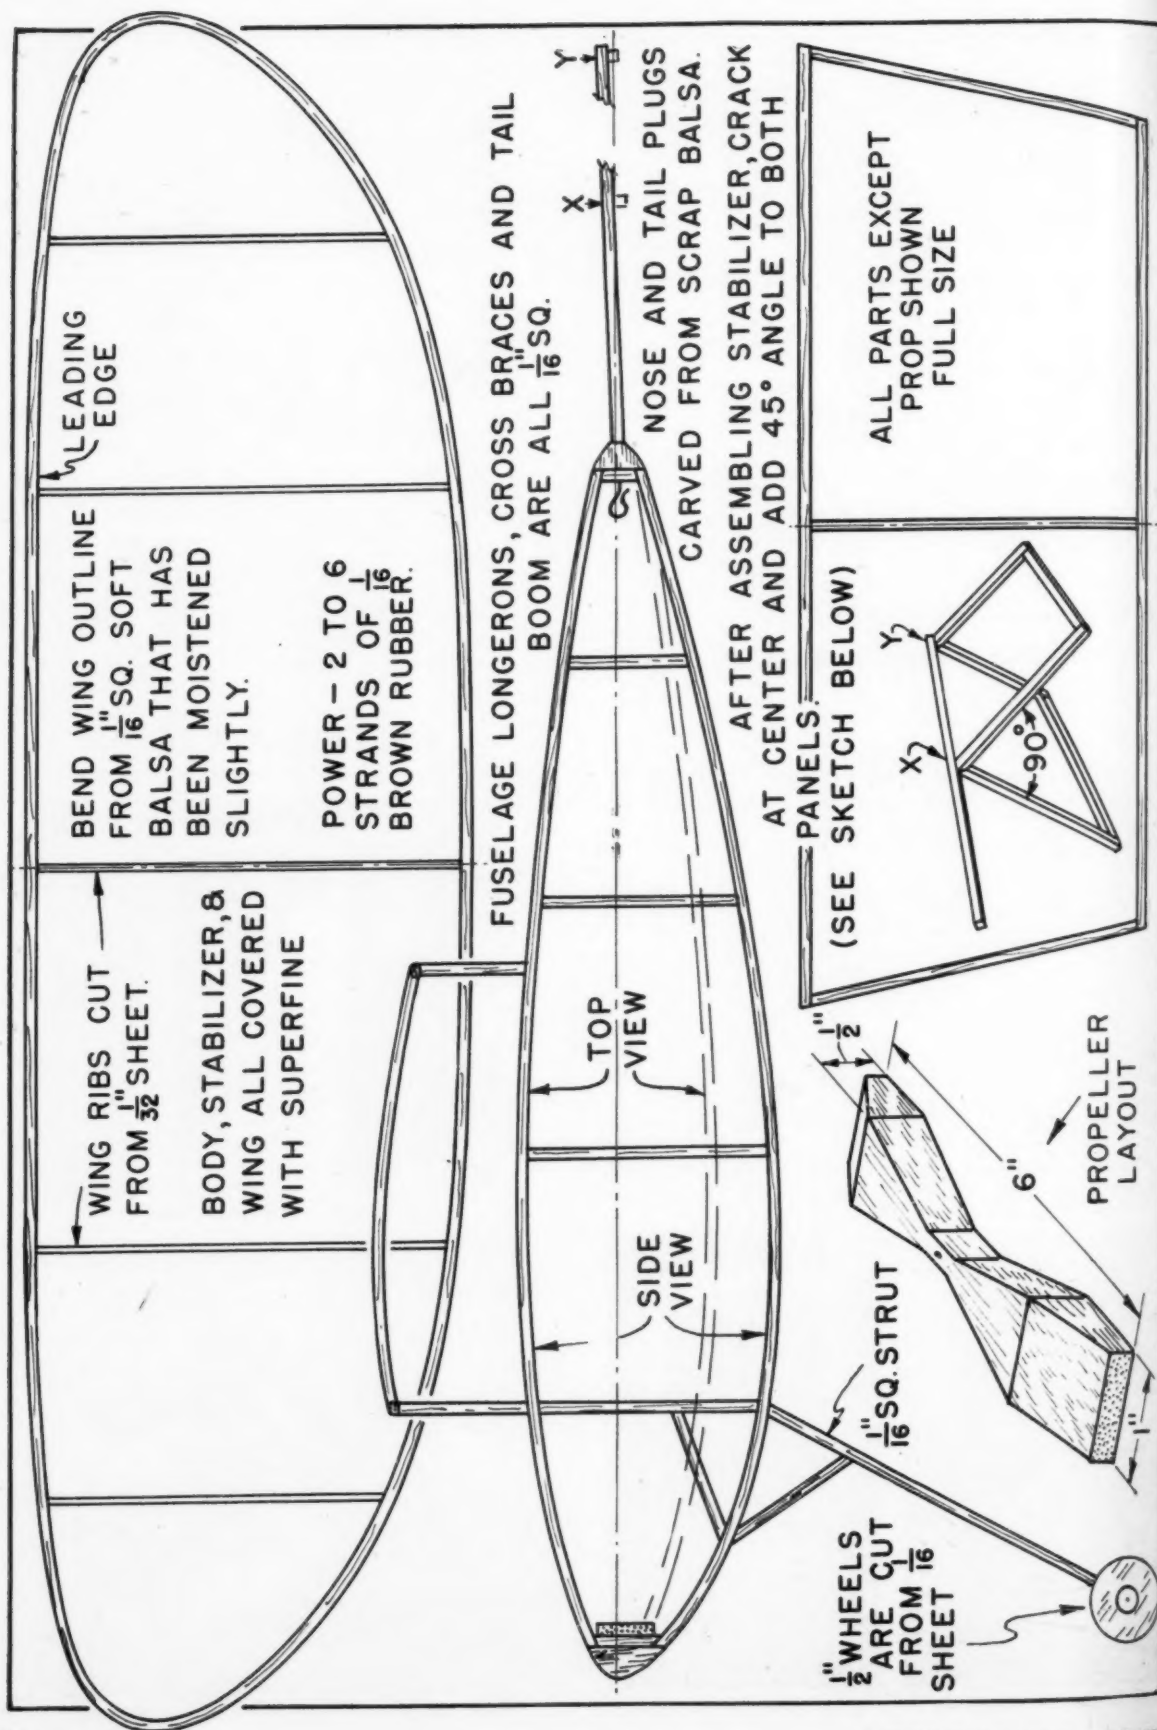 LEADING
EDGE
BEND WING OUTLINE
FROM 1/16" SQ. SOFT
BALSA THAT HAS
BEEN MOISTENED
SLIGHTLY.
POWER - 2 TO 6
STRANDS OF 1/16
BROWN RUBBER.
WING RIBS CUT
FROM 1/32" SHEET.
BODY, STABILIZER, &
WING ALL COVERED
WITH SUPERFINE
FUSELAGE LONGERONS, CROSS BRACES AND TAIL
BOOM ARE ALL 1/16" SQ.
X
Y
NOSE AND TAIL PLUGS
CARVED FROM SCRAP BALSA.
TOP
VIEW
SIDE
VIEW
AFTER ASSEMBLING STABILIZER, CRACK
AT CENTER AND ADD 45° ANGLE TO BOTH
PANELS.
(SEE SKETCH BELOW)
X
Y
90°
ALL PARTS EXCEPT
PROP SHOWN
FULL SIZE
1/16" SQ. STRUT
1/2" WHEELS
ARE CUT
FROM 1/16
SHEET
1/2"
6"
1"
PROPELLER
LAYOUT